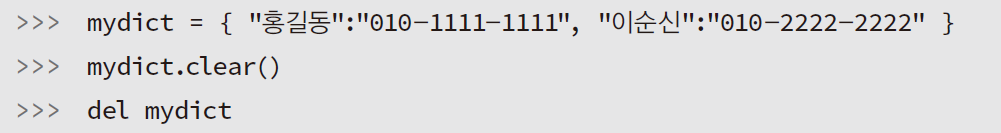 >>> mydict = { "홍길동":"010-1111-1111", "이순신":"010-2222-2222" }
>>> mydict.clear()
>>> del mydict